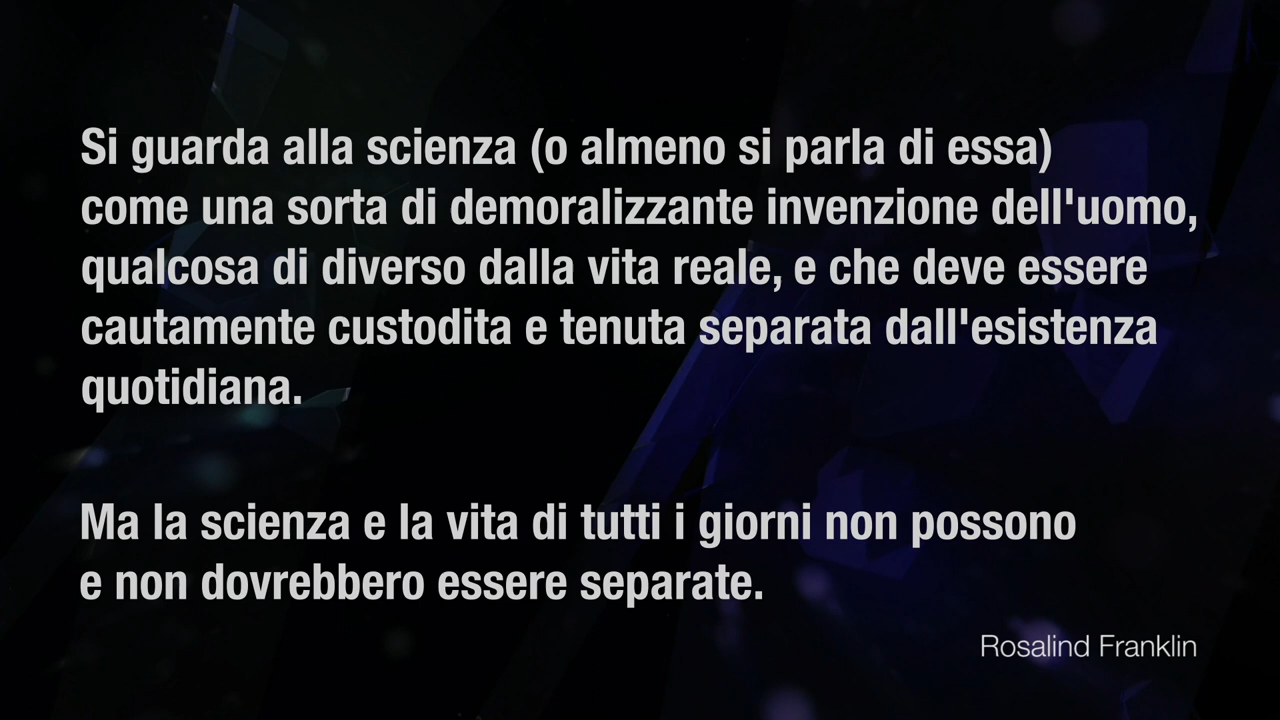 Si guarda alla scienza (o almeno si parla di essa)
come una sorta di demoralizzante invenzione dell'uomo,
qualcosa di diverso dalla vita reale, e che deve essere
cautamente custodita e tenuta separata dall'esistenza
quotidiana.
Ma la scienza e la vita di tutti i giorni non possono
e non dovrebbero essere separate.
Rosalind Franklin